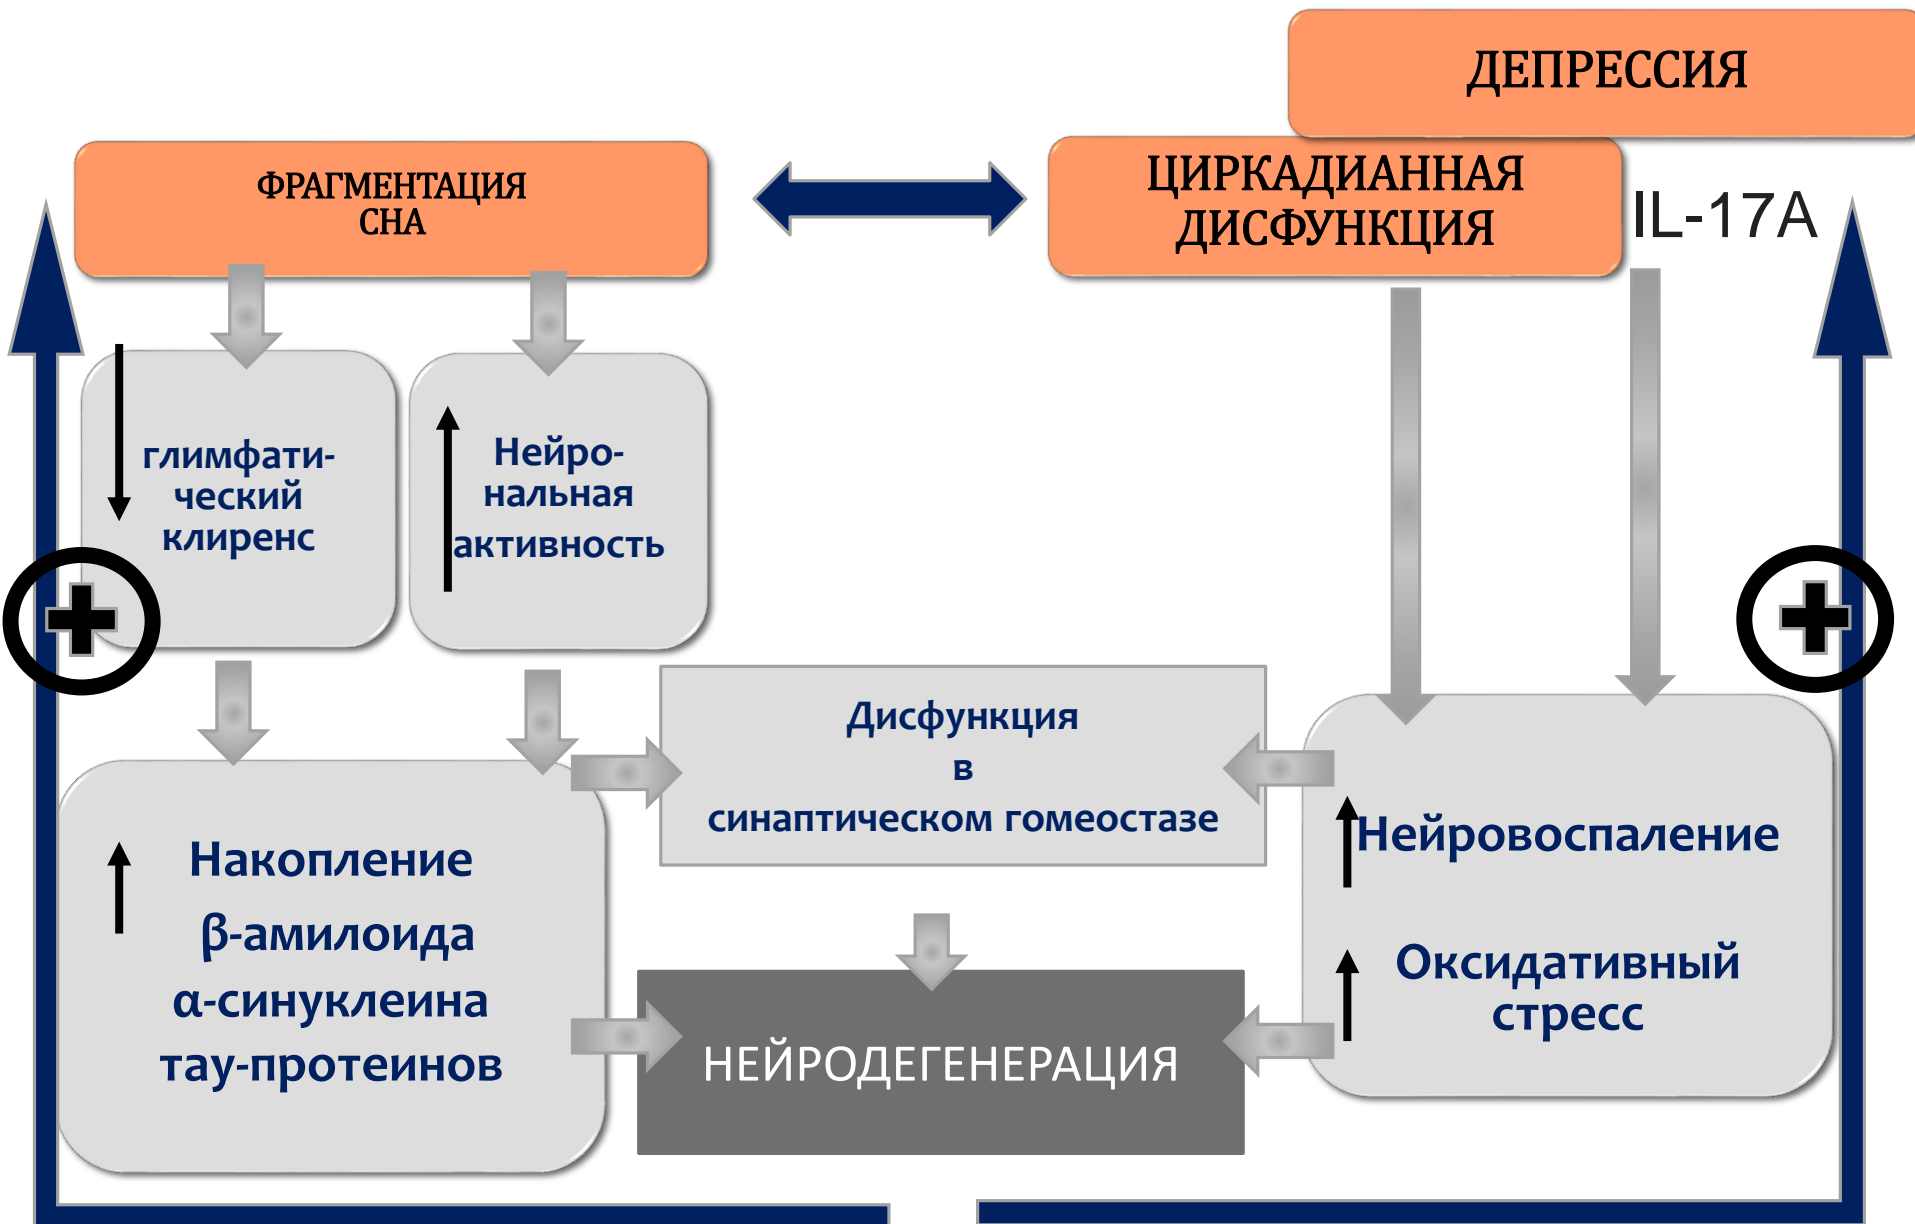 ДЕПРЕССИЯ
ФРАГМЕНТАЦИЯ
СНА
ЦИРКАДИАННАЯ
ДИСФУНКЦИЯ
IL-17A
глимфати-
ческий
клиренс
Нейро-
нальная
активность
Дисфункция
в
синаптическом гомеостазе
Накопление
β-амилоида
α-синуклеина
тау-протеинов
Нейровоспаление
Оксидативный
стресс
НЕЙРОДЕГЕНЕРАЦИЯ